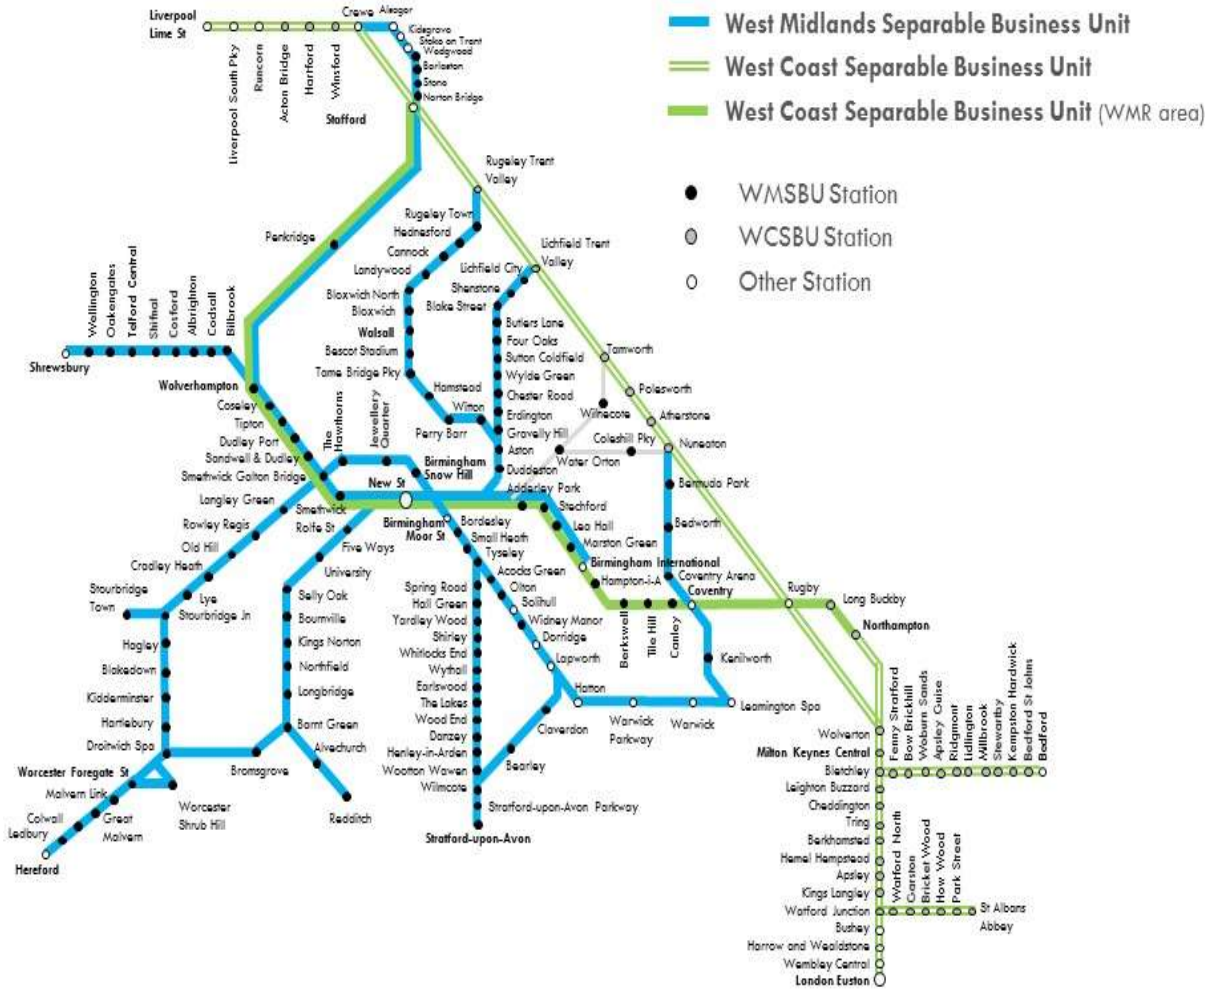 West Midlands Separable Business Unit
West Coast Separable Business Unit
West Coast Separable Business Unit (WMR area)
WMSBU Station
WCSBU Station
Other Station
Liverpool
Lime St
Liverpool South Pky
Runcorn
Acton Bridge
Hartford
Winsford
Crewe
Alsager
Kidsgrove
Stoke on Trent
Wedgwood
Barlaston
Stone
Norton Bridge
Stafford
Penkridge
Rugeley Trent
Valley
Rugeley Town
Hednesford
Cannock
Landywood
Bloxwich North
Bloxwich
Walsall
Bescot Stadium
Tame Bridge Pky
Hamstead
Perry Barr
Witton
Lichfield Trent
Valley
Lichfield City
Shenstone
Blake Street
Butlers Lane
Four Oaks
Sutton Coldfield
Wylde Green
Chester Road
Erdington
Gravelly Hill
Aston
Duddeston
Shrewsbury
Wellington
Oakengates
Telford Central
Shifnal
Cosford
Albrighton
Codsall
Bilbrook
Wolverhampton
Coseley
Tipton
Dudley Port
Sandwell & Dudley
Smethwick Galton Bridge
Smethwick
Rolfe St
The
Hawthorns
Jewellery
Quarter
Birmingham
Snow Hill
New St
Birmingham
Moor St
Langley Green
Rowley Regis
Old Hill
Cradley Heath
Lye
Stourbridge
Town
Stourbridge Jn
Hagley
Blakedown
Kidderminster
Hartlebury
Droitwich Spa
Worcester Foregate St
Worcester
Shrub Hill
Malvern Link
Great
Malvern
Colwall
Ledbury
Hereford
Five Ways
University
Selly Oak
Bournville
Kings Norton
Northfield
Longbridge
Barnt Green
Bromsgrove
Alvechurch
Redditch
Bordesley
Small Heath
Tyseley
Acocks Green
Olton
Solihull
Widney Manor
Dorridge
Lapworth
Hatton
Warwick
Parkway
Warwick
Leamington Spa
Kenilworth
Claverdon
Bearley
Spring Road
Hall Green
Yardley Wood
Shirley
Whitlocks End
Wythall
Earlswood
The Lakes
Wood End
Danzey
Henley-in-Arden
Wootton Wawen
Wilmcote
Stratford-upon-Avon Parkway
Stratford-upon-Avon
Adderley Park
Stechford
Lea Hall
Marston Green
Birmingham International
Hampton-i-A
Berkswell
Tile Hill
Canley
Coventry
Coventry Arena
Bedworth
Bermuda Park
Nuneaton
Coleshill Pky
Water Orton
Wilnecote
Tamworth
Polesworth
Atherstone
Rugby
Long Buckby
Northampton
Wolverton
Milton Keynes Central
Bletchley
Fenny Stratford
Bow Brickhill
Woburn Sands
Apsley Guise
Ridgmont
Lidlington
Millbrook
Stewartby
Kempston Hardwick
Bedford St Johns
Bedford
Leighton Buzzard
Cheddington
Tring
Berkhamsted
Hemel Hempstead
Apsley
Kings Langley
Watford Junction
Watford North
Garston
Bricket Wood
How Wood
Park Street
St Albans
Abbey
Bushey
Harrow and Wealdstone
Wembley Central
London Euston